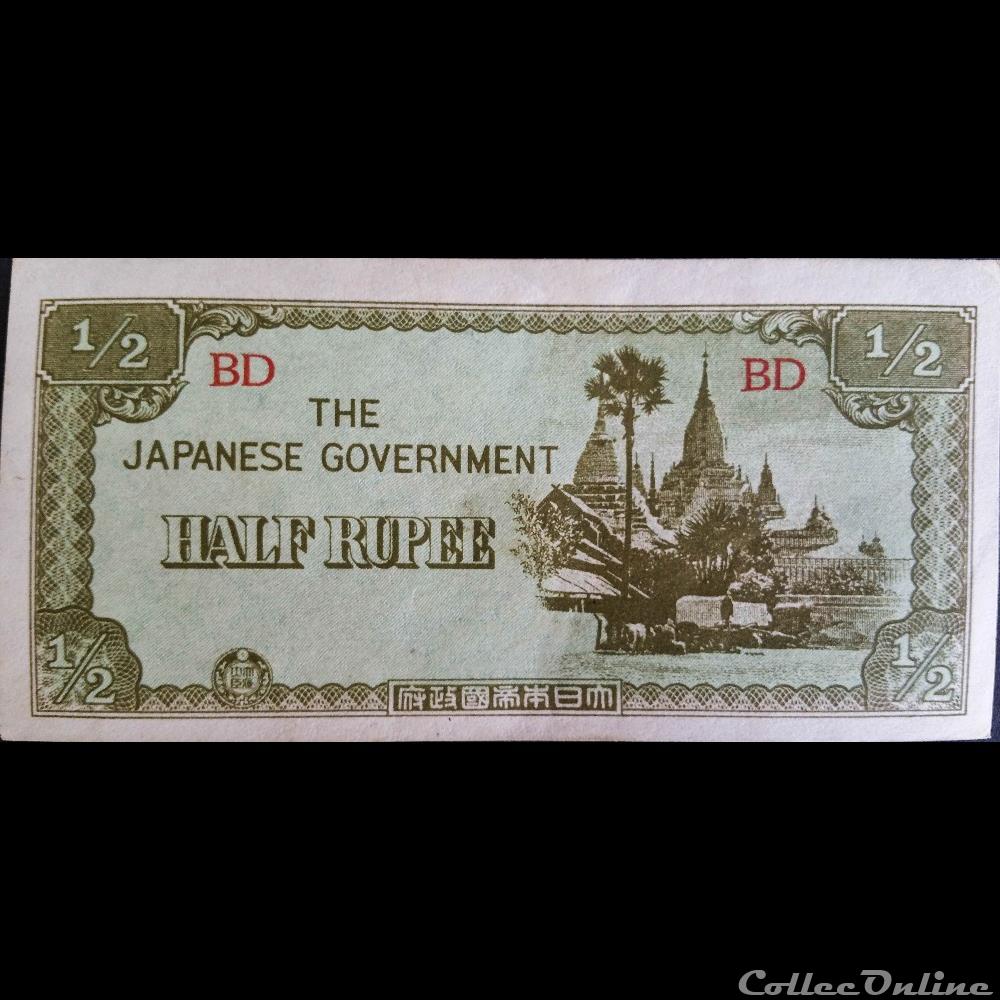 1/2
1/2
BD
BD
THE
JAPANESE GOVERNMENT
HALF RUPEE
1/2
1/2
府政國帝本日大
ColleeOnline